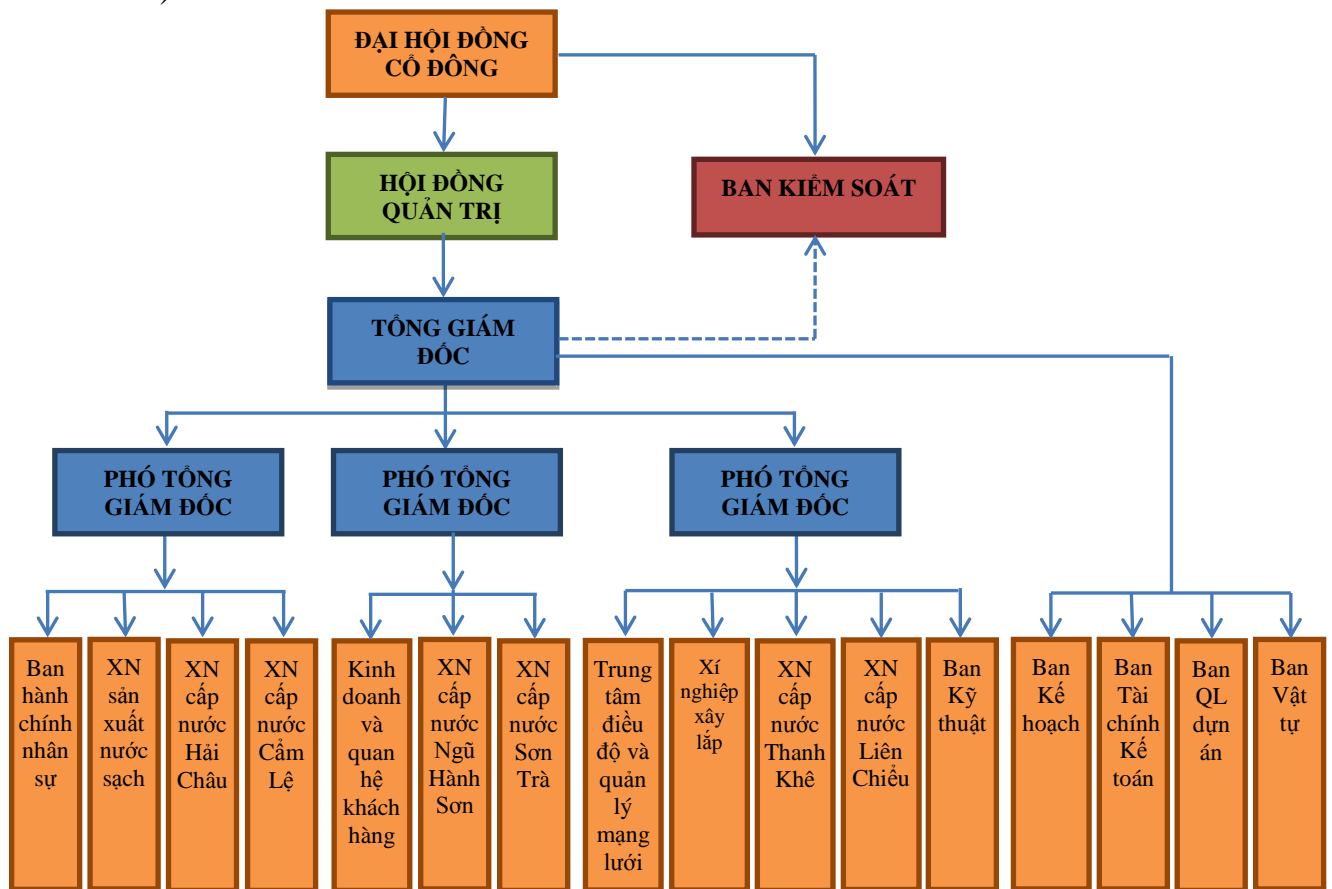 )
ĐẠI HỘI ĐỒNG
CỔ ĐÔNG
HỘI ĐỒNG
QUẢN TRỊ
BAN KIỂM SOÁT
TỔNG GIÁM
ĐỐC
PHÓ TỔNG
GIÁM ĐỐC
PHÓ TỔNG
GIÁM ĐỐC
PHÓ TỔNG
GIÁM ĐỐC
Ban
hành
chính
nhân
sự
XN
sản
xuất
nước
sạch
XN
cấp
nước
Hải
Châu
XN
cấp
nước
Cẩm
Lệ
Kinh
doanh
và
quan
hệ
khách
hàng
XN
cấp
nước
Ngũ
Hành
Sơn
XN
cấp
nước
Sơn
Trà
Trung
tâm
điều
độ và
quản
lý
mạng
lưới
Xí
nghiệp
xây
lắp
XN
cấp
nước
Thanh
Khê
XN
cấp
nước
Liên
Chiểu
Ban
Kỹ
thuật
Ban
Kế
hoạch
Ban
Tài
chính
Kế
toán
Ban
QL
dựn
án
Ban
Vật
tự